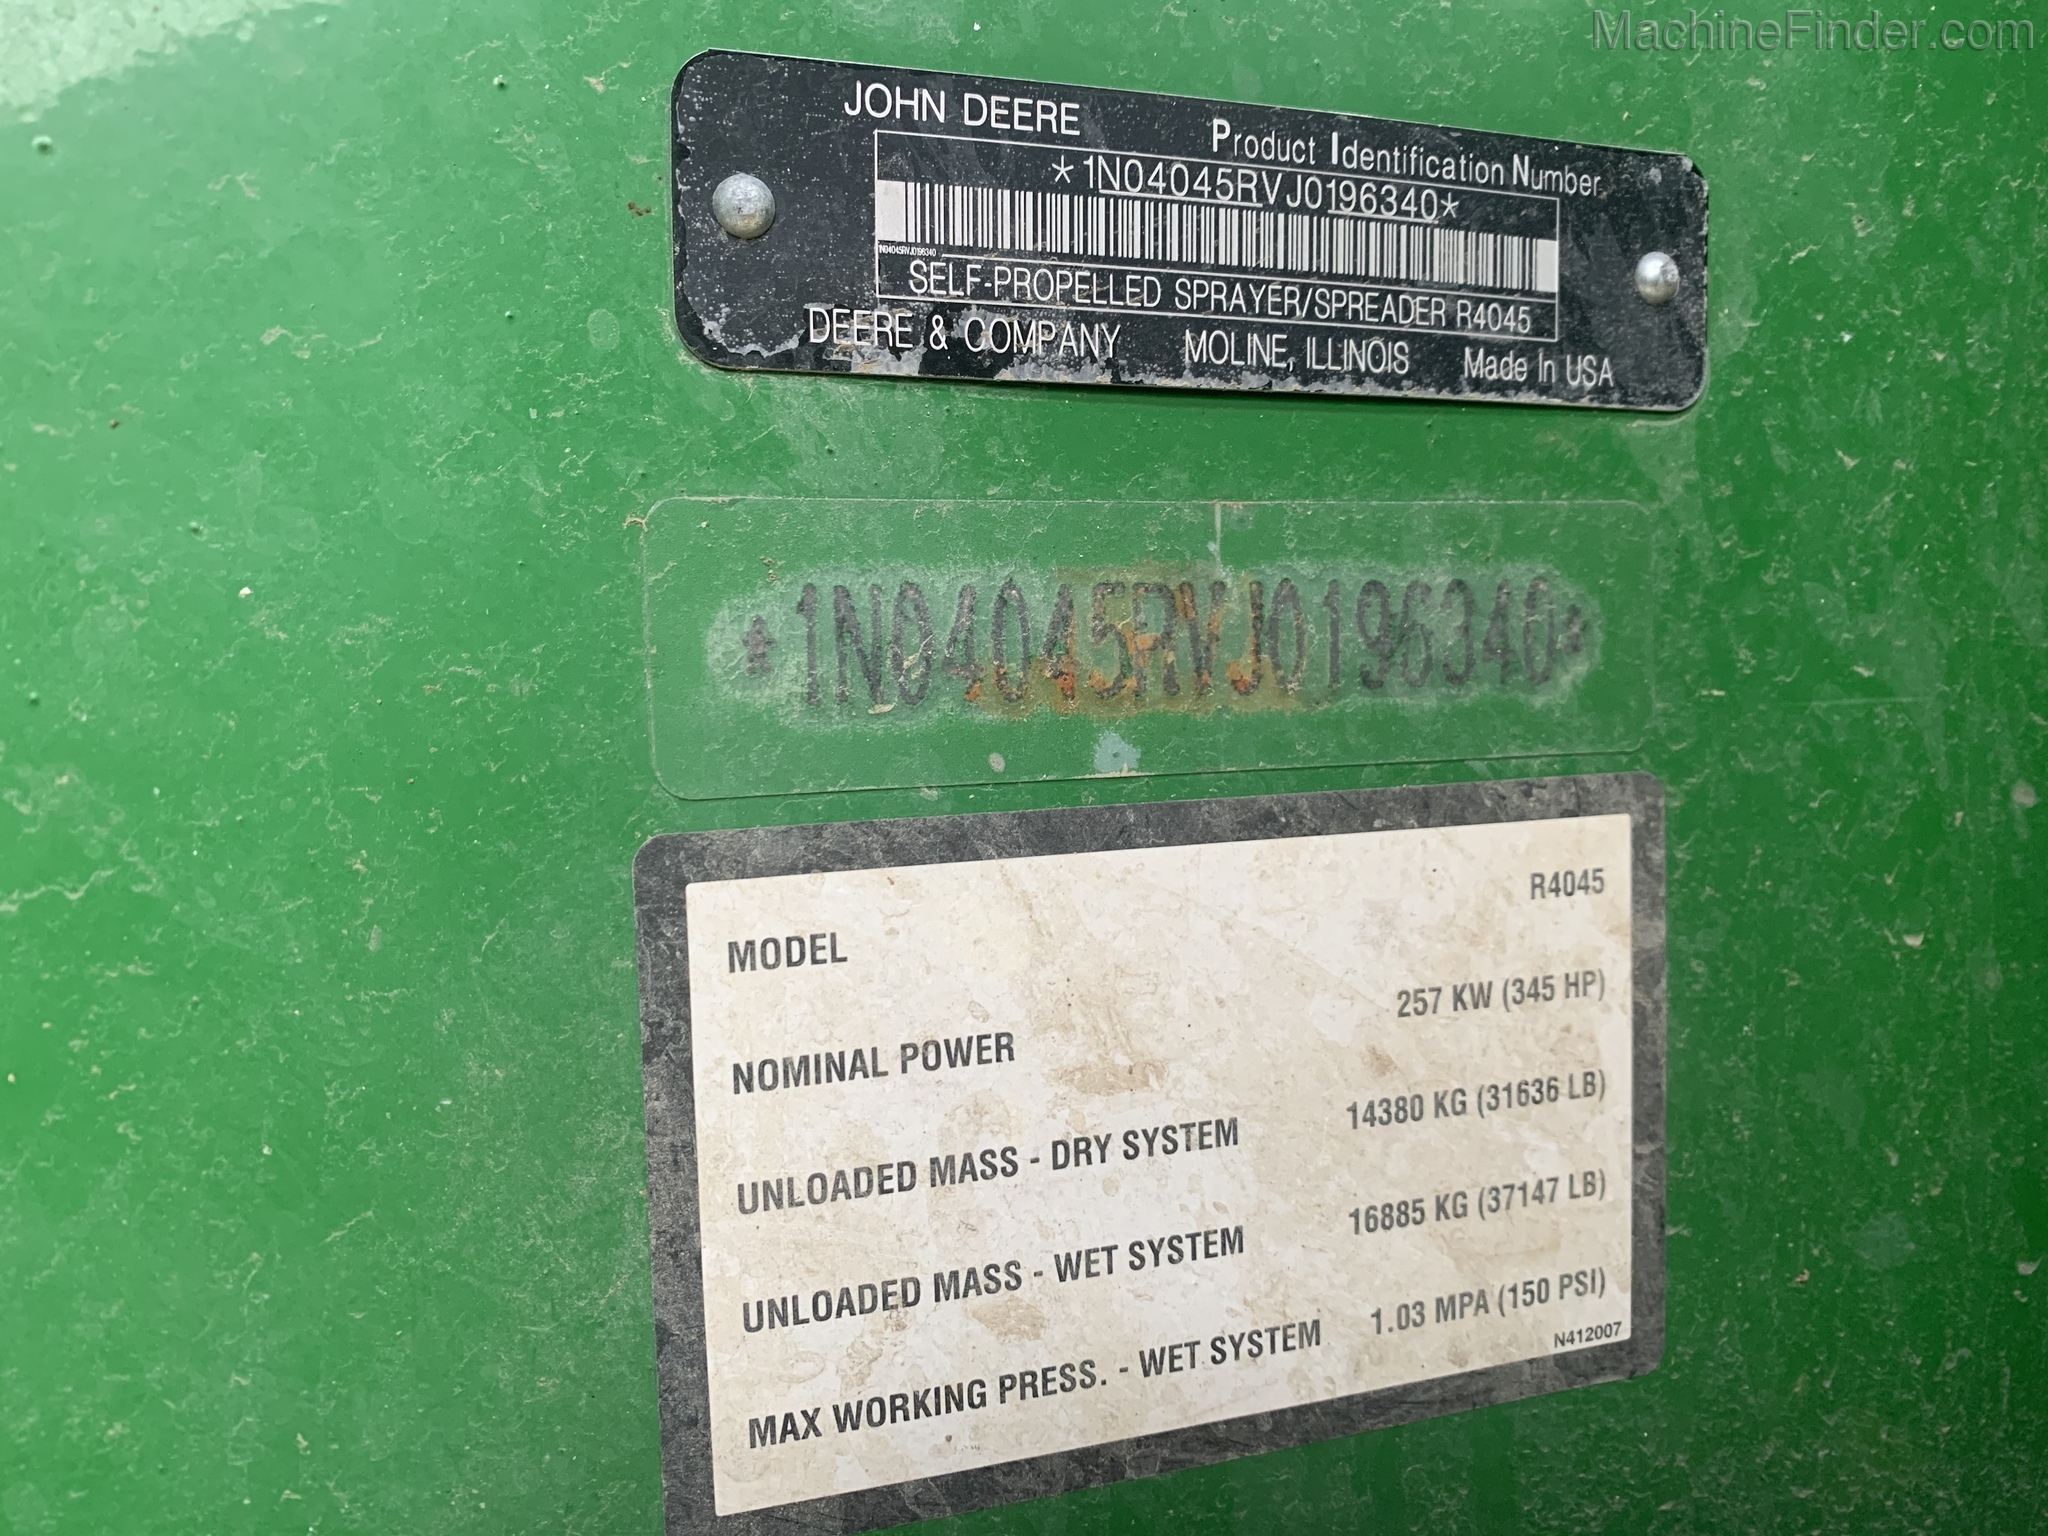 MachineFinder.com
JOHN DEERE
Product Identification Number
*1N04045RVJ0196340*
1N04045RVJ0196340
SELF-PROPELLED SPRAYER/SPREADER R4045
DEERE & COMPANY MOLINE, ILLINOIS Made In USA
*1N04045RVJ0196340*
MODEL R4045
NOMINAL POWER 257 KW (345 HP)
UNLOADED MASS - DRY SYSTEM 14380 KG (31636 LB)
UNLOADED MASS - WET SYSTEM 16885 KG (37147 LB)
MAX WORKING PRESS. - WET SYSTEM 1.03 MPA (150 PSI)
N412007